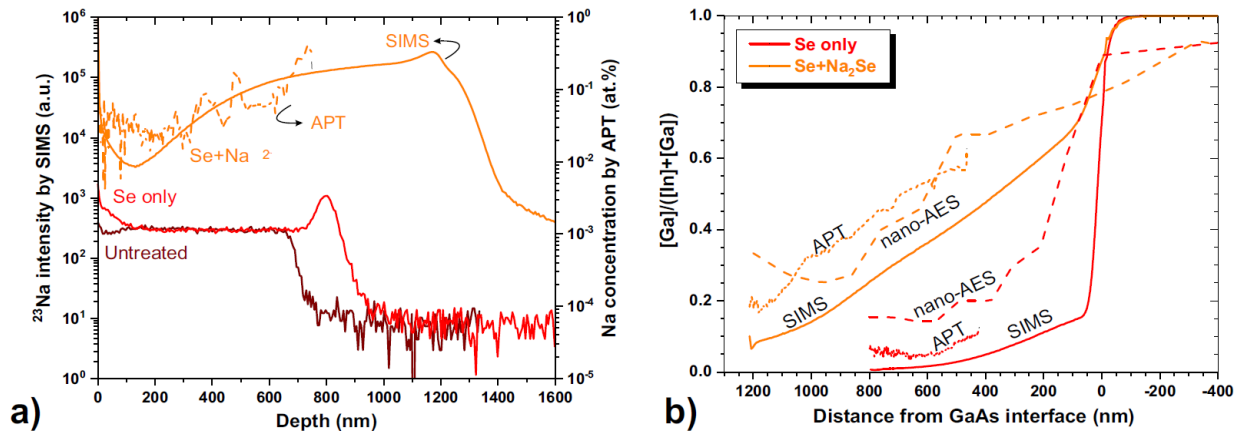 10⁶
10⁵
10⁴
10³
10²
10¹
10⁰
²³Na intensity by SIMS (a.u.)
SIMS
APT
Se+Na 2-
Se only
Untreated
10⁰
10⁻¹
10⁻²
10⁻³
10⁻⁴
10⁻⁵
Na concentration by APT (at.%)
0 200 400 600 800 1000 1200 1400 1600
Depth (nm)
a)
1.0
0.8
0.6
0.4
0.2
0.0
[Ga]/([In]+[Ga])
Se only
Se+Na₂Se
APT
nano-AES
SIMS
nano-AES
APT
SIMS
1200 1000 800 600 400 200 0 -200 -400
Distance from GaAs interface (nm)
b)